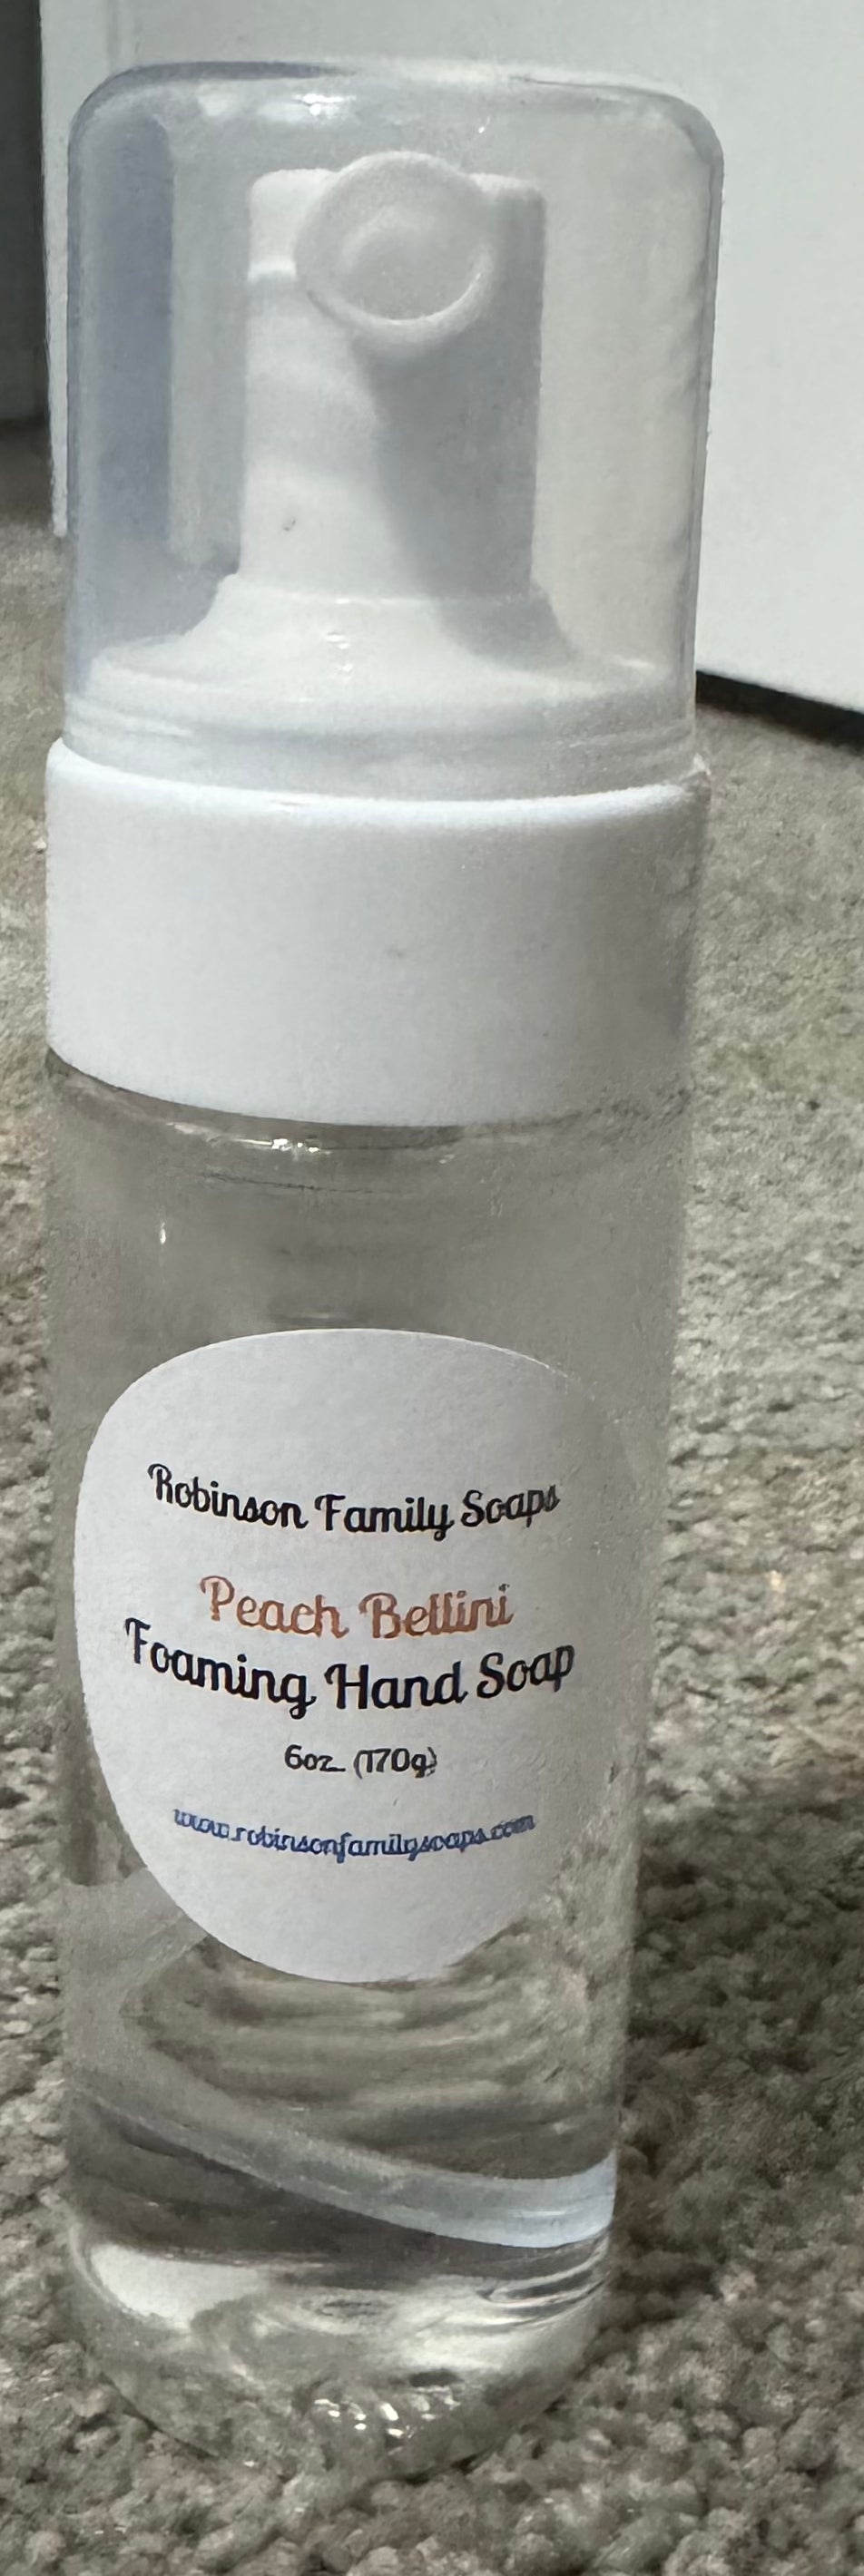 Robinson Family Soaps
Peach Bellini
Foaming Hand Soap
6oz. (170g)
www.robinsonfamilysoaps.com